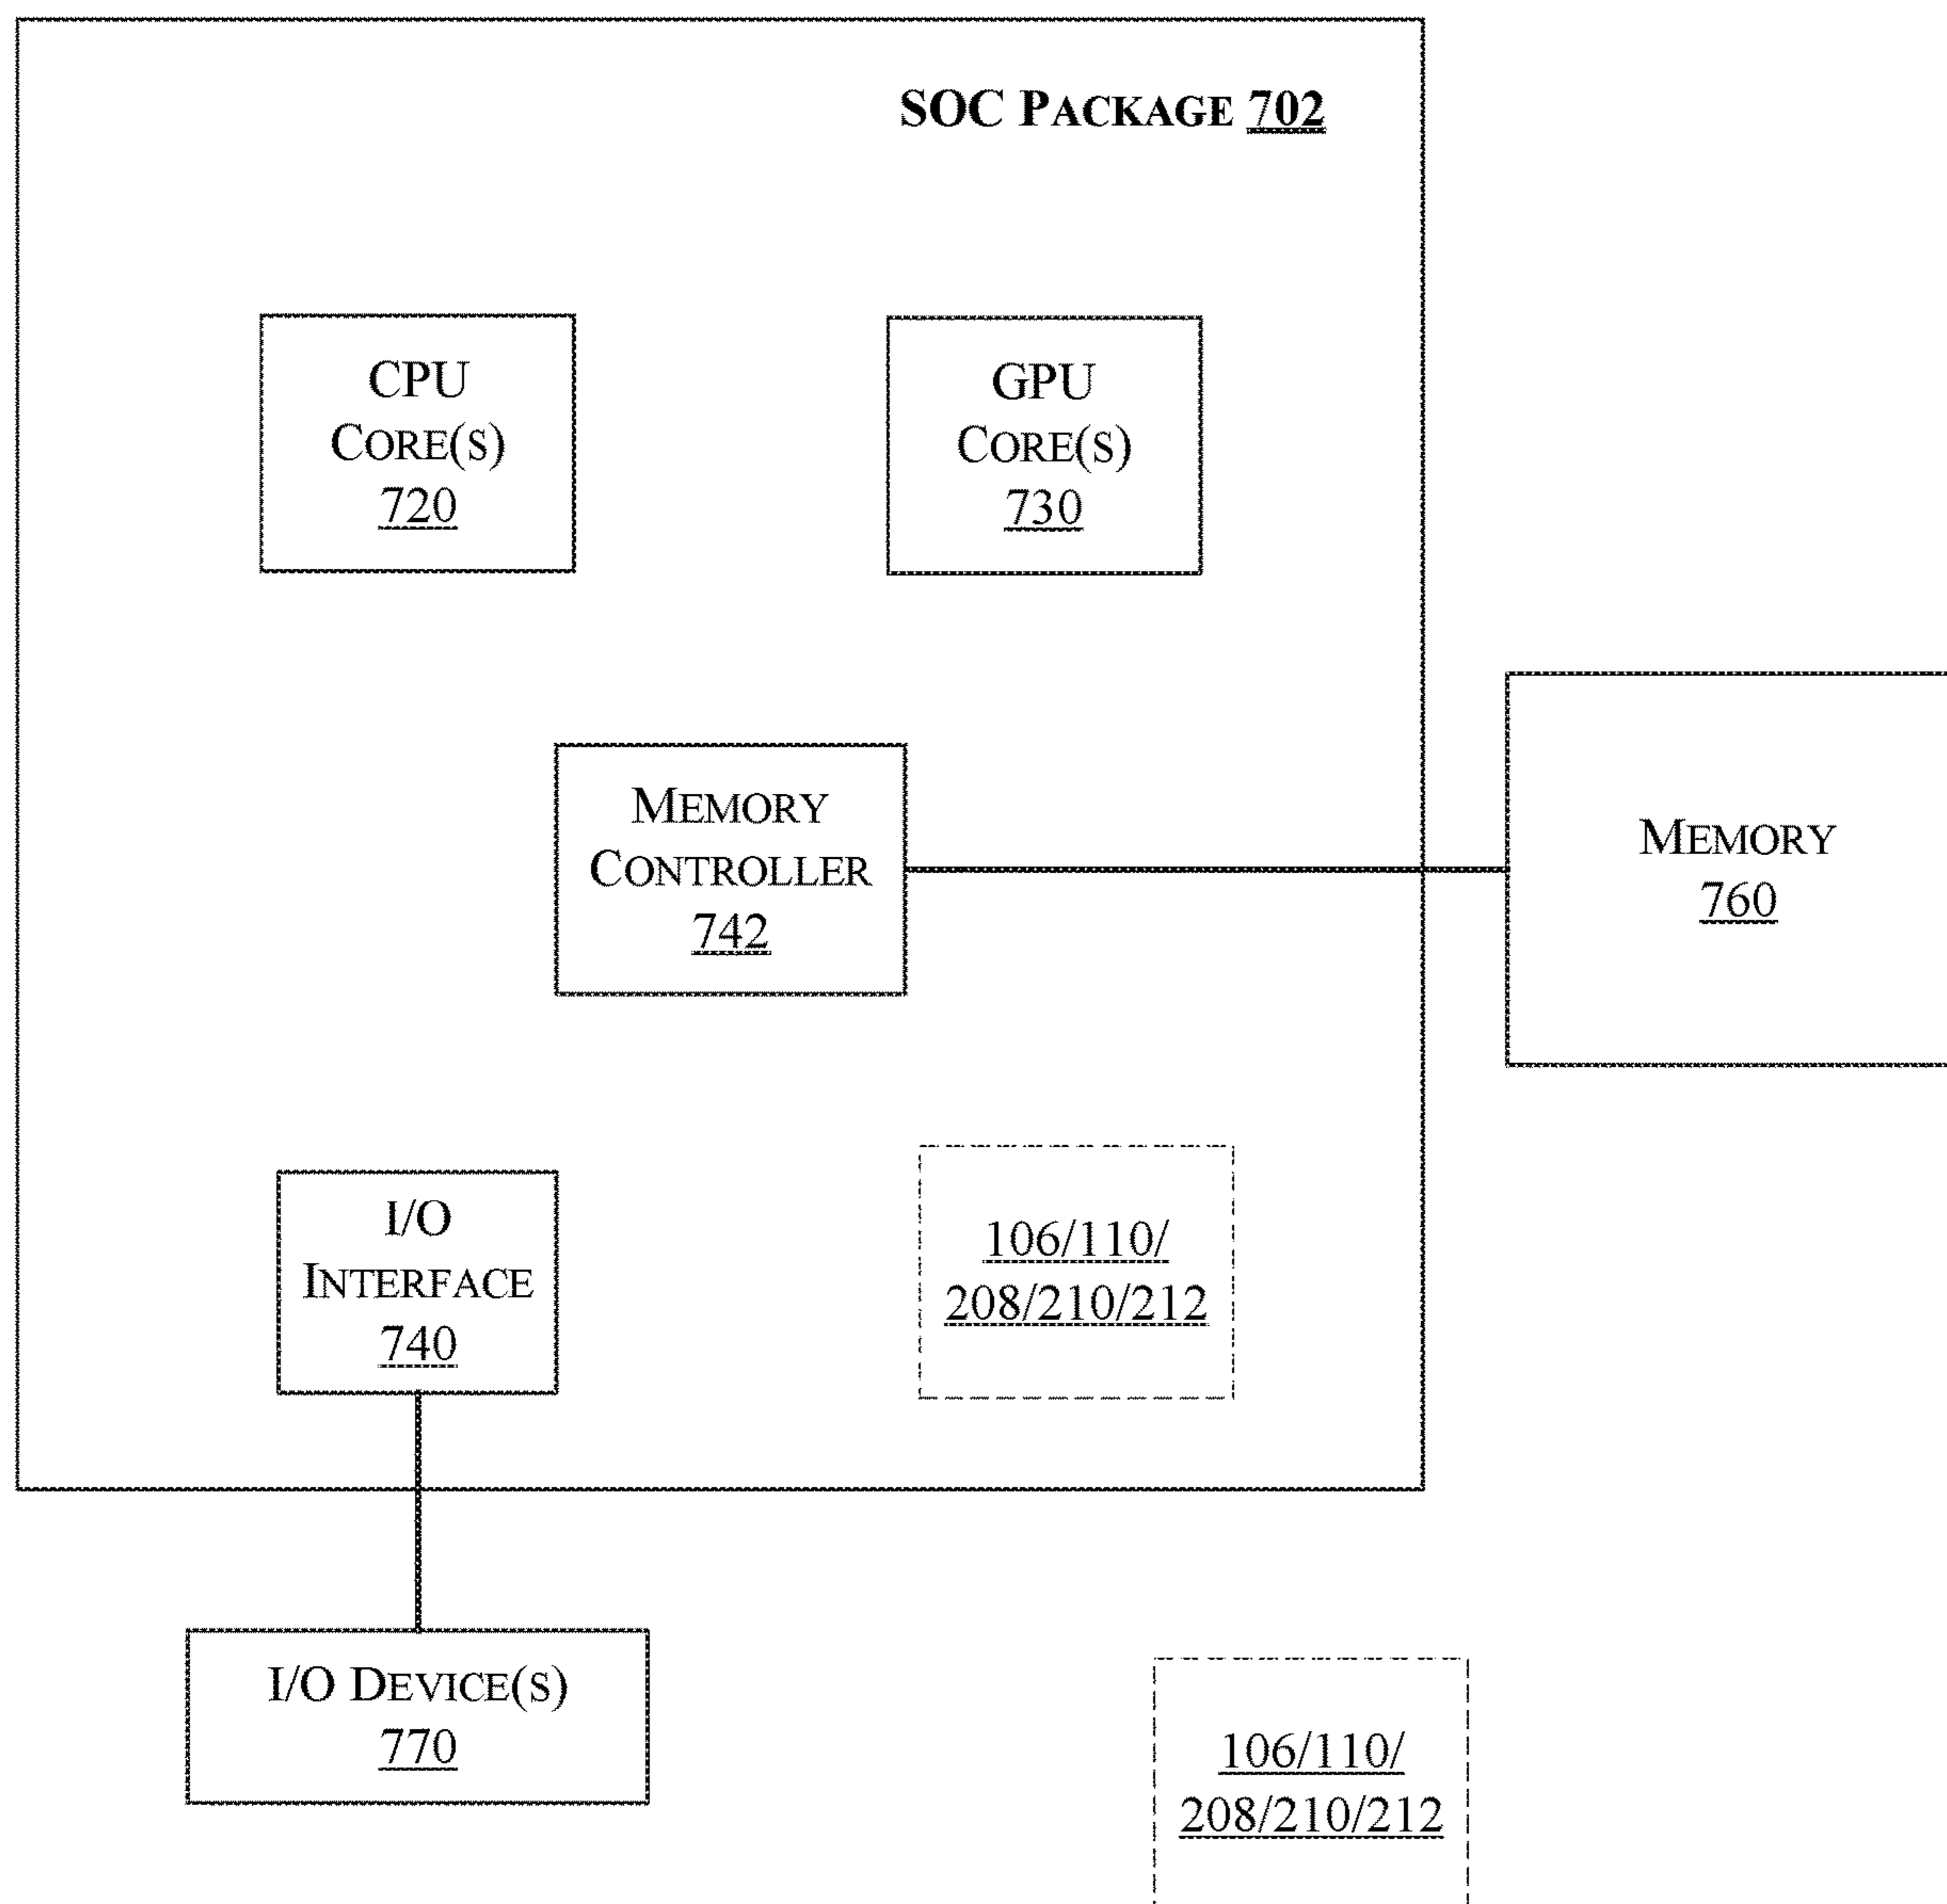 SOC PACKAGE 702
CPU
CORE(S)
720
GPU
CORE(S)
730
MEMORY
CONTROLLER
742
MEMORY
760
I/O
INTERFACE
740
106/110/
208/210/212
I/O DEVICE(S)
770
106/110/
208/210/212